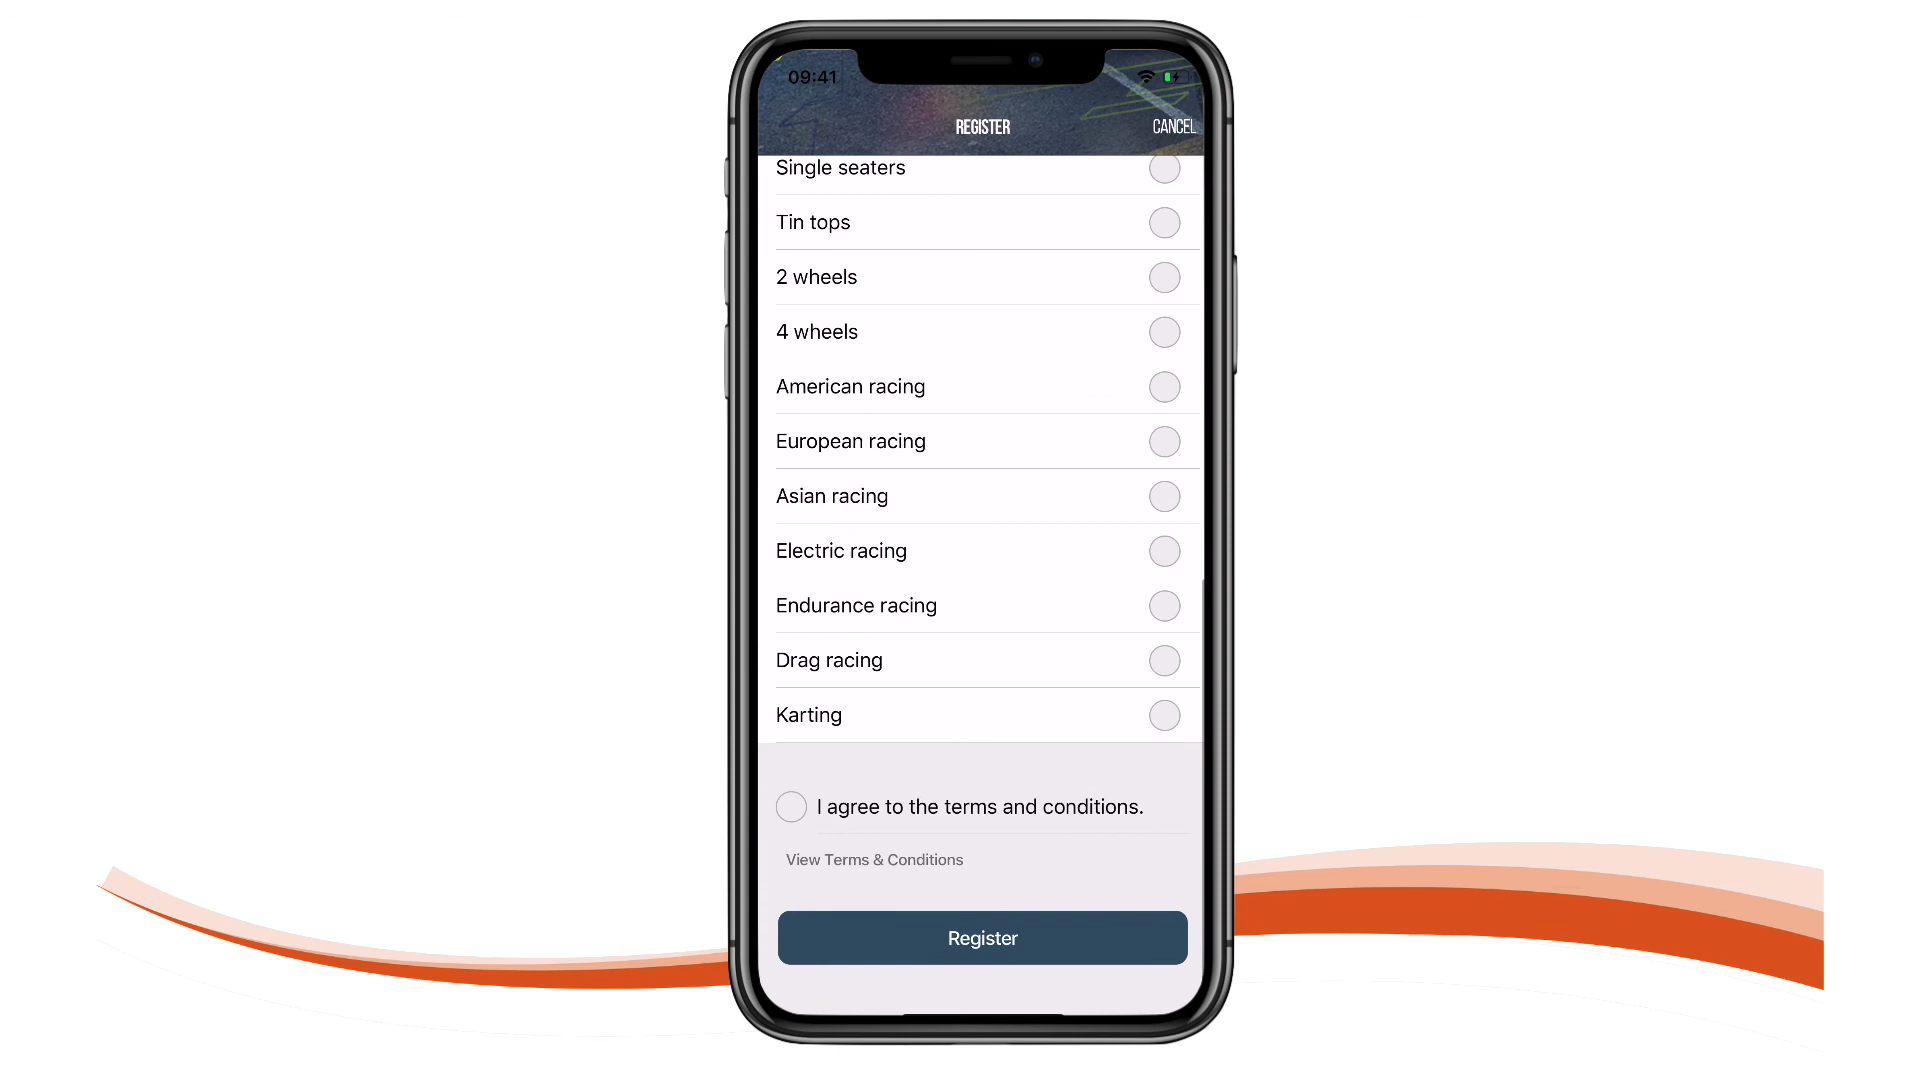 09:41
REGISTER
CANCEL
Single seaters
Tin tops
2 wheels
4 wheels
American racing
European racing
Asian racing
Electric racing
Endurance racing
Drag racing
Karting
I agree to the terms and conditions.
View Terms & Conditions
Register